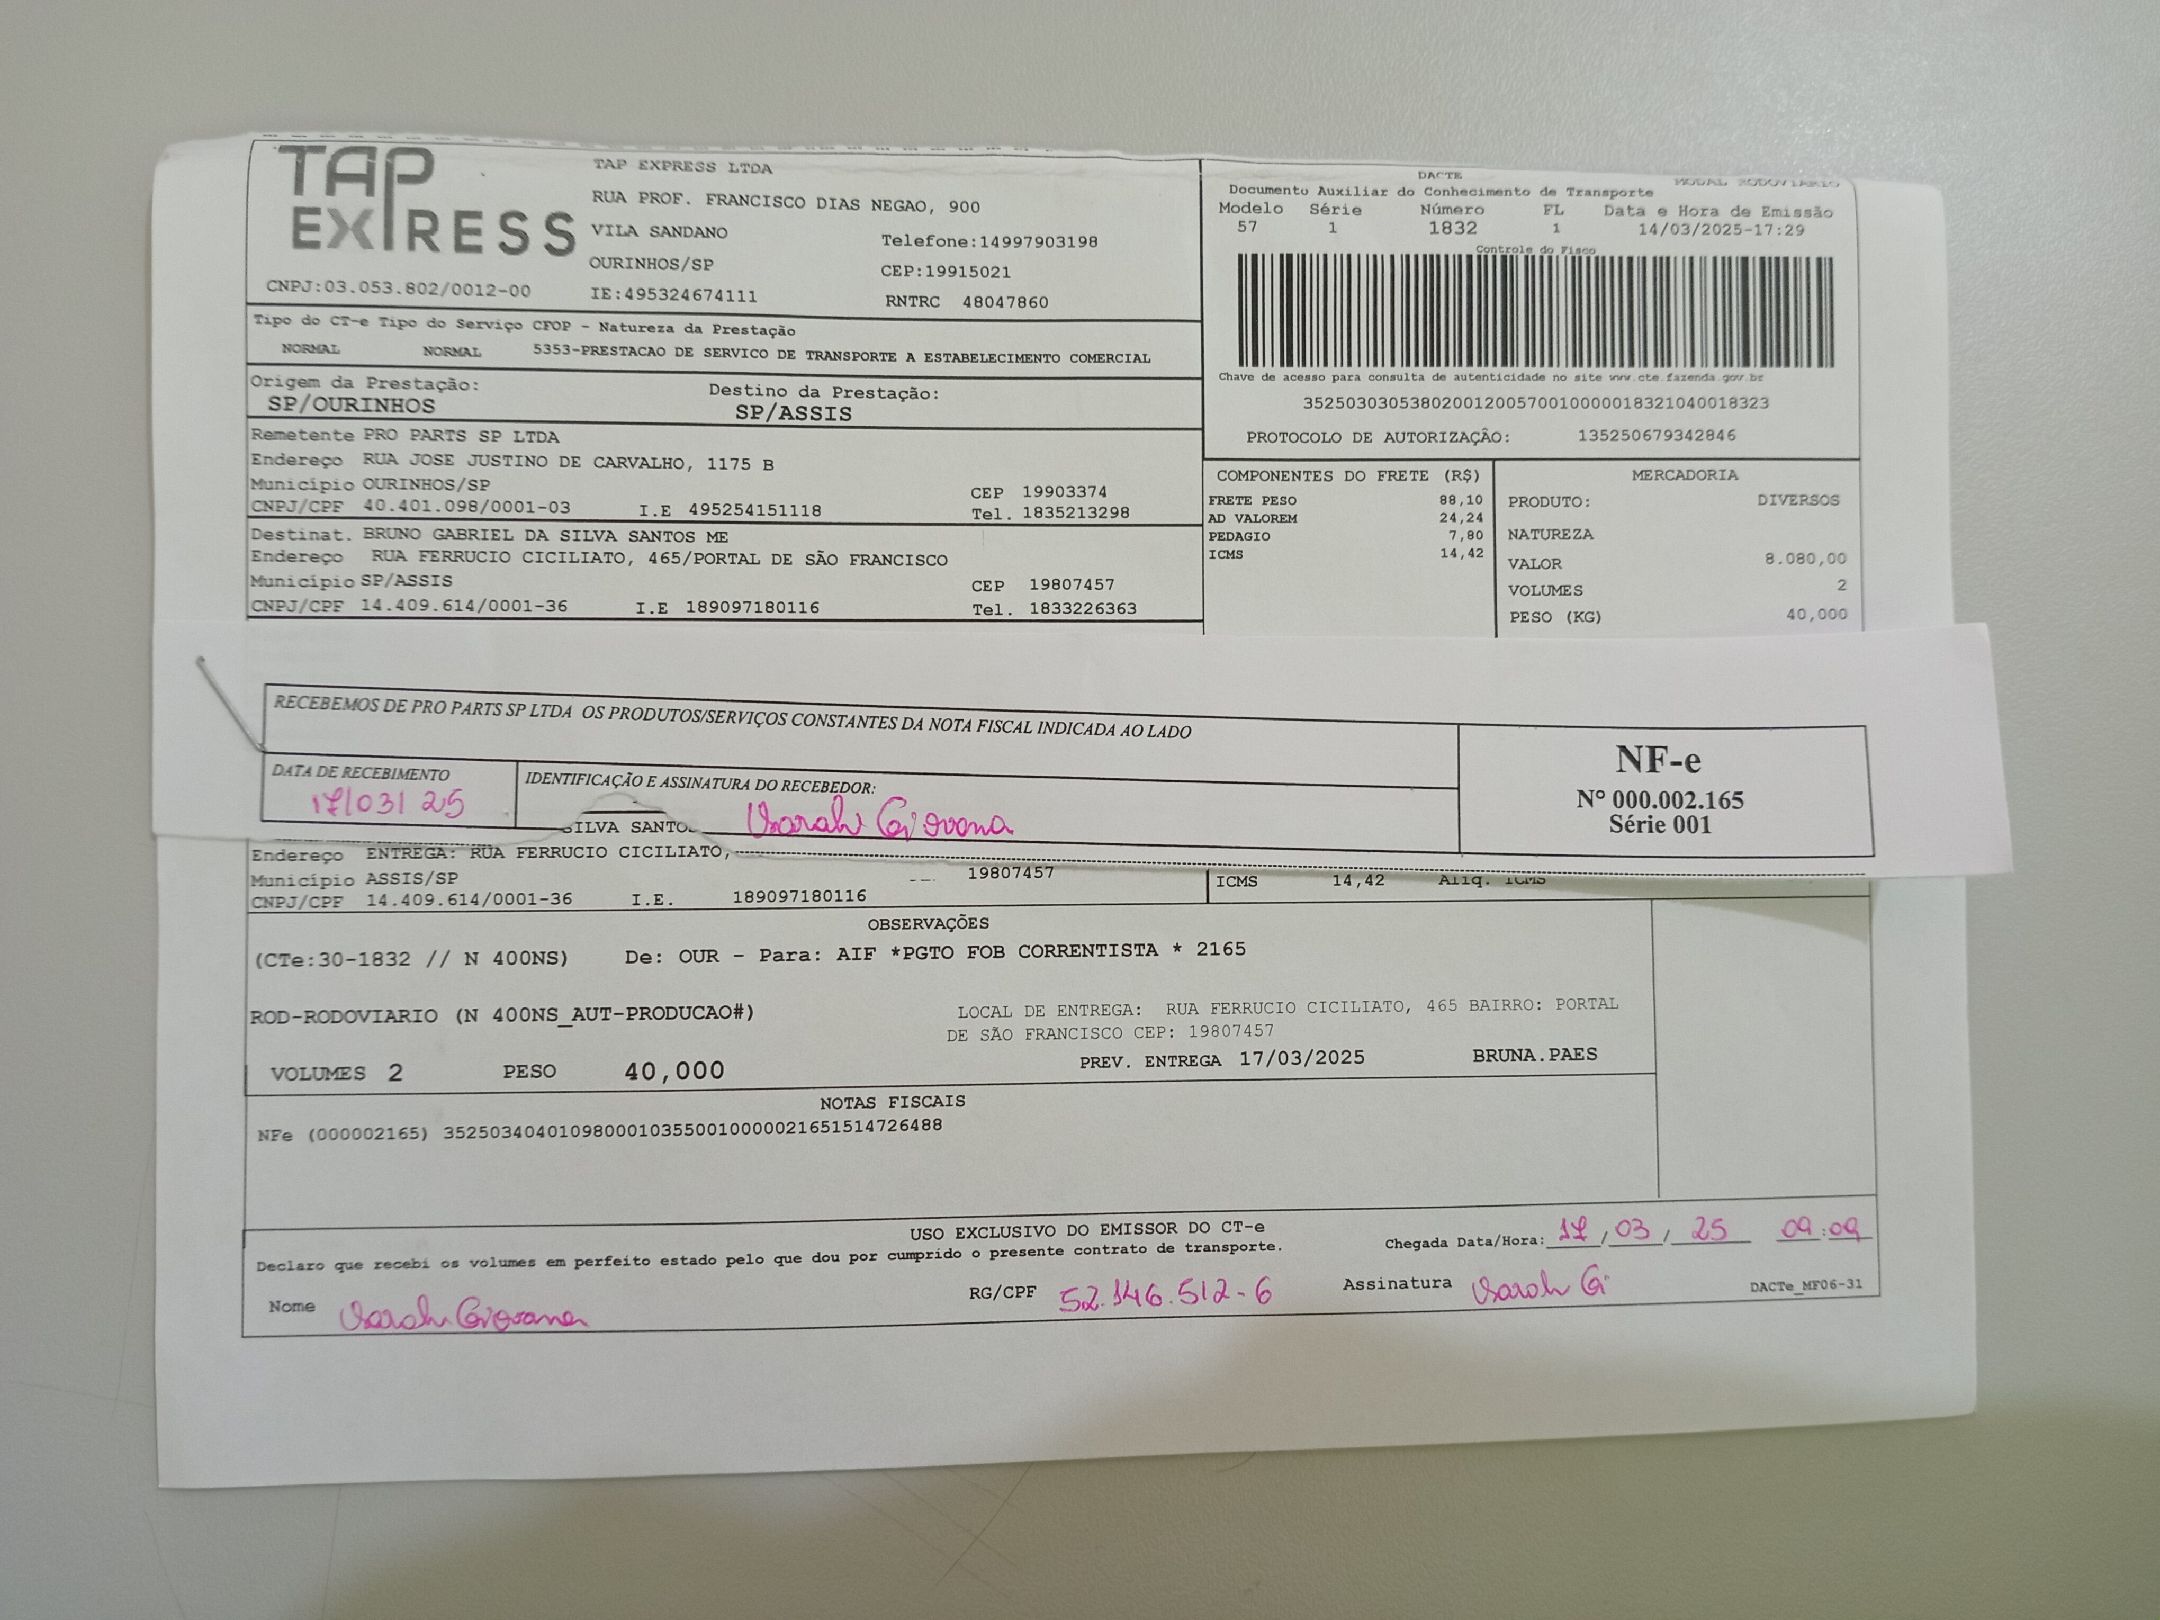 TAP EXPRESS
TAP EXPRESS LTDA
RUA PROF. FRANCISCO DIAS NEGAO, 900
VILA SANDANO
Telefone:14997903198
OURINHOS/SP
CEP:19915021
CNPJ:03.053.802/0012-00
IE:495324674111
RNTRC 48047860
DACTE
MODAL RODOVIARIO
Documento Auxiliar do Conhecimento de Transporte
Modelo Série Número FL Data e Hora de Emissão
57 1 1832 1 14/03/2025-17:29
Controle do Fisco
Chave de acesso para consulta de autenticidade no site www.cte.fazenda.gov.br
35250303053802001200570010000018321040018323
PROTOCOLO DE AUTORIZAÇÃO: 135250679342846
Tipo do CT-e Tipo do Serviço CFOP - Natureza da Prestação
NORMAL NORMAL 5353-PRESTACAO DE SERVICO DE TRANSPORTE A ESTABELECIMENTO COMERCIAL
Origem da Prestação: Destino da Prestação:
SP/OURINHOS SP/ASSIS
Remetente PRO PARTS SP LTDA
Endereço RUA JOSE JUSTINO DE CARVALHO, 1175 B
Município OURINHOS/SP CEP 19903374
CNPJ/CPF 40.401.098/0001-03 I.E 495254151118 Tel. 1835213298
Destinat. BRUNO GABRIEL DA SILVA SANTOS ME
Endereço RUA FERRUCIO CICILIATO, 465/PORTAL DE SÃO FRANCISCO
Município SP/ASSIS CEP 19807457
CNPJ/CPF 14.409.614/0001-36 I.E 189097180116 Tel. 1833226363
COMPONENTES DO FRETE (R$)
FRETE PESO 88,10
AD VALOREM 24,24
PEDAGIO 7,80
ICMS 14,42
MERCADORIA
PRODUTO: DIVERSOS
NATUREZA
VALOR 8.080,00
VOLUMES 2
PESO (KG) 40,000
RECEBEMOS DE PRO PARTS SP LTDA OS PRODUTOS/SERVIÇOS CONSTANTES DA NOTA FISCAL INDICADA AO LADO
DATA DE RECEBIMENTO
17/03/25
IDENTIFICAÇÃO E ASSINATURA DO RECEBEDOR:
Sarah Giovana
NF-e
Nº 000.002.165
Série 001
SILVA SANTO
Endereço ENTREGA: RUA FERRUCIO CICILIATO,
Município ASSIS/SP 19807457
CNPJ/CPF 14.409.614/0001-36 I.E. 189097180116
ICMS 14,42 Aliq. ICMS
OBSERVAÇÕES
(CTe:30-1832 // N 400NS) De: OUR - Para: AIF *PGTO FOB CORRENTISTA * 2165
ROD-RODOVIARIO (N 400NS_AUT-PRODUCAO#)
LOCAL DE ENTREGA: RUA FERRUCIO CICILIATO, 465 BAIRRO: PORTAL
DE SÃO FRANCISCO CEP: 19807457
VOLUMES 2 PESO 40,000 PREV. ENTREGA 17/03/2025 BRUNA.PAES
NOTAS FISCAIS
NFe (000002165) 35250340401098000103550010000021651514726488
USO EXCLUSIVO DO EMISSOR DO CT-e
Declaro que recebi os volumes em perfeito estado pelo que dou por cumprido o presente contrato de transporte.
Chegada Data/Hora: 17/03/25 09:09
Nome Sarah Giovana
RG/CPF 52.146.512-6
Assinatura Sarah G.
DACTe_MF06-31